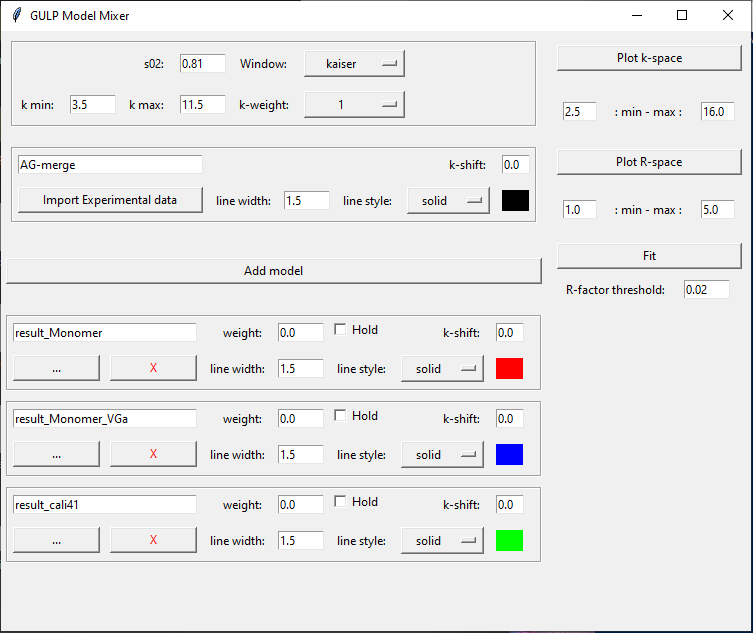 GULP Model Mixer
s02: 0.81 Window: kaiser
k min: 3.5 k max: 11.5 k-weight: 1
Plot k-space
2.5 : min - max : 16.0
AG-merge k-shift: 0.0
Import Experimental data line width: 1.5 line style: solid
Plot R-space
1.0 : min - max : 5.0
Fit
R-factor threshold: 0.02
Add model
result_Monomer weight: 0.0 Hold k-shift: 0.0
... X line width: 1.5 line style: solid
result_Monomer_VGa weight: 0.0 Hold k-shift: 0.0
... X line width: 1.5 line style: solid
result_cali41 weight: 0.0 Hold k-shift: 0.0
... X line width: 1.5 line style: solid